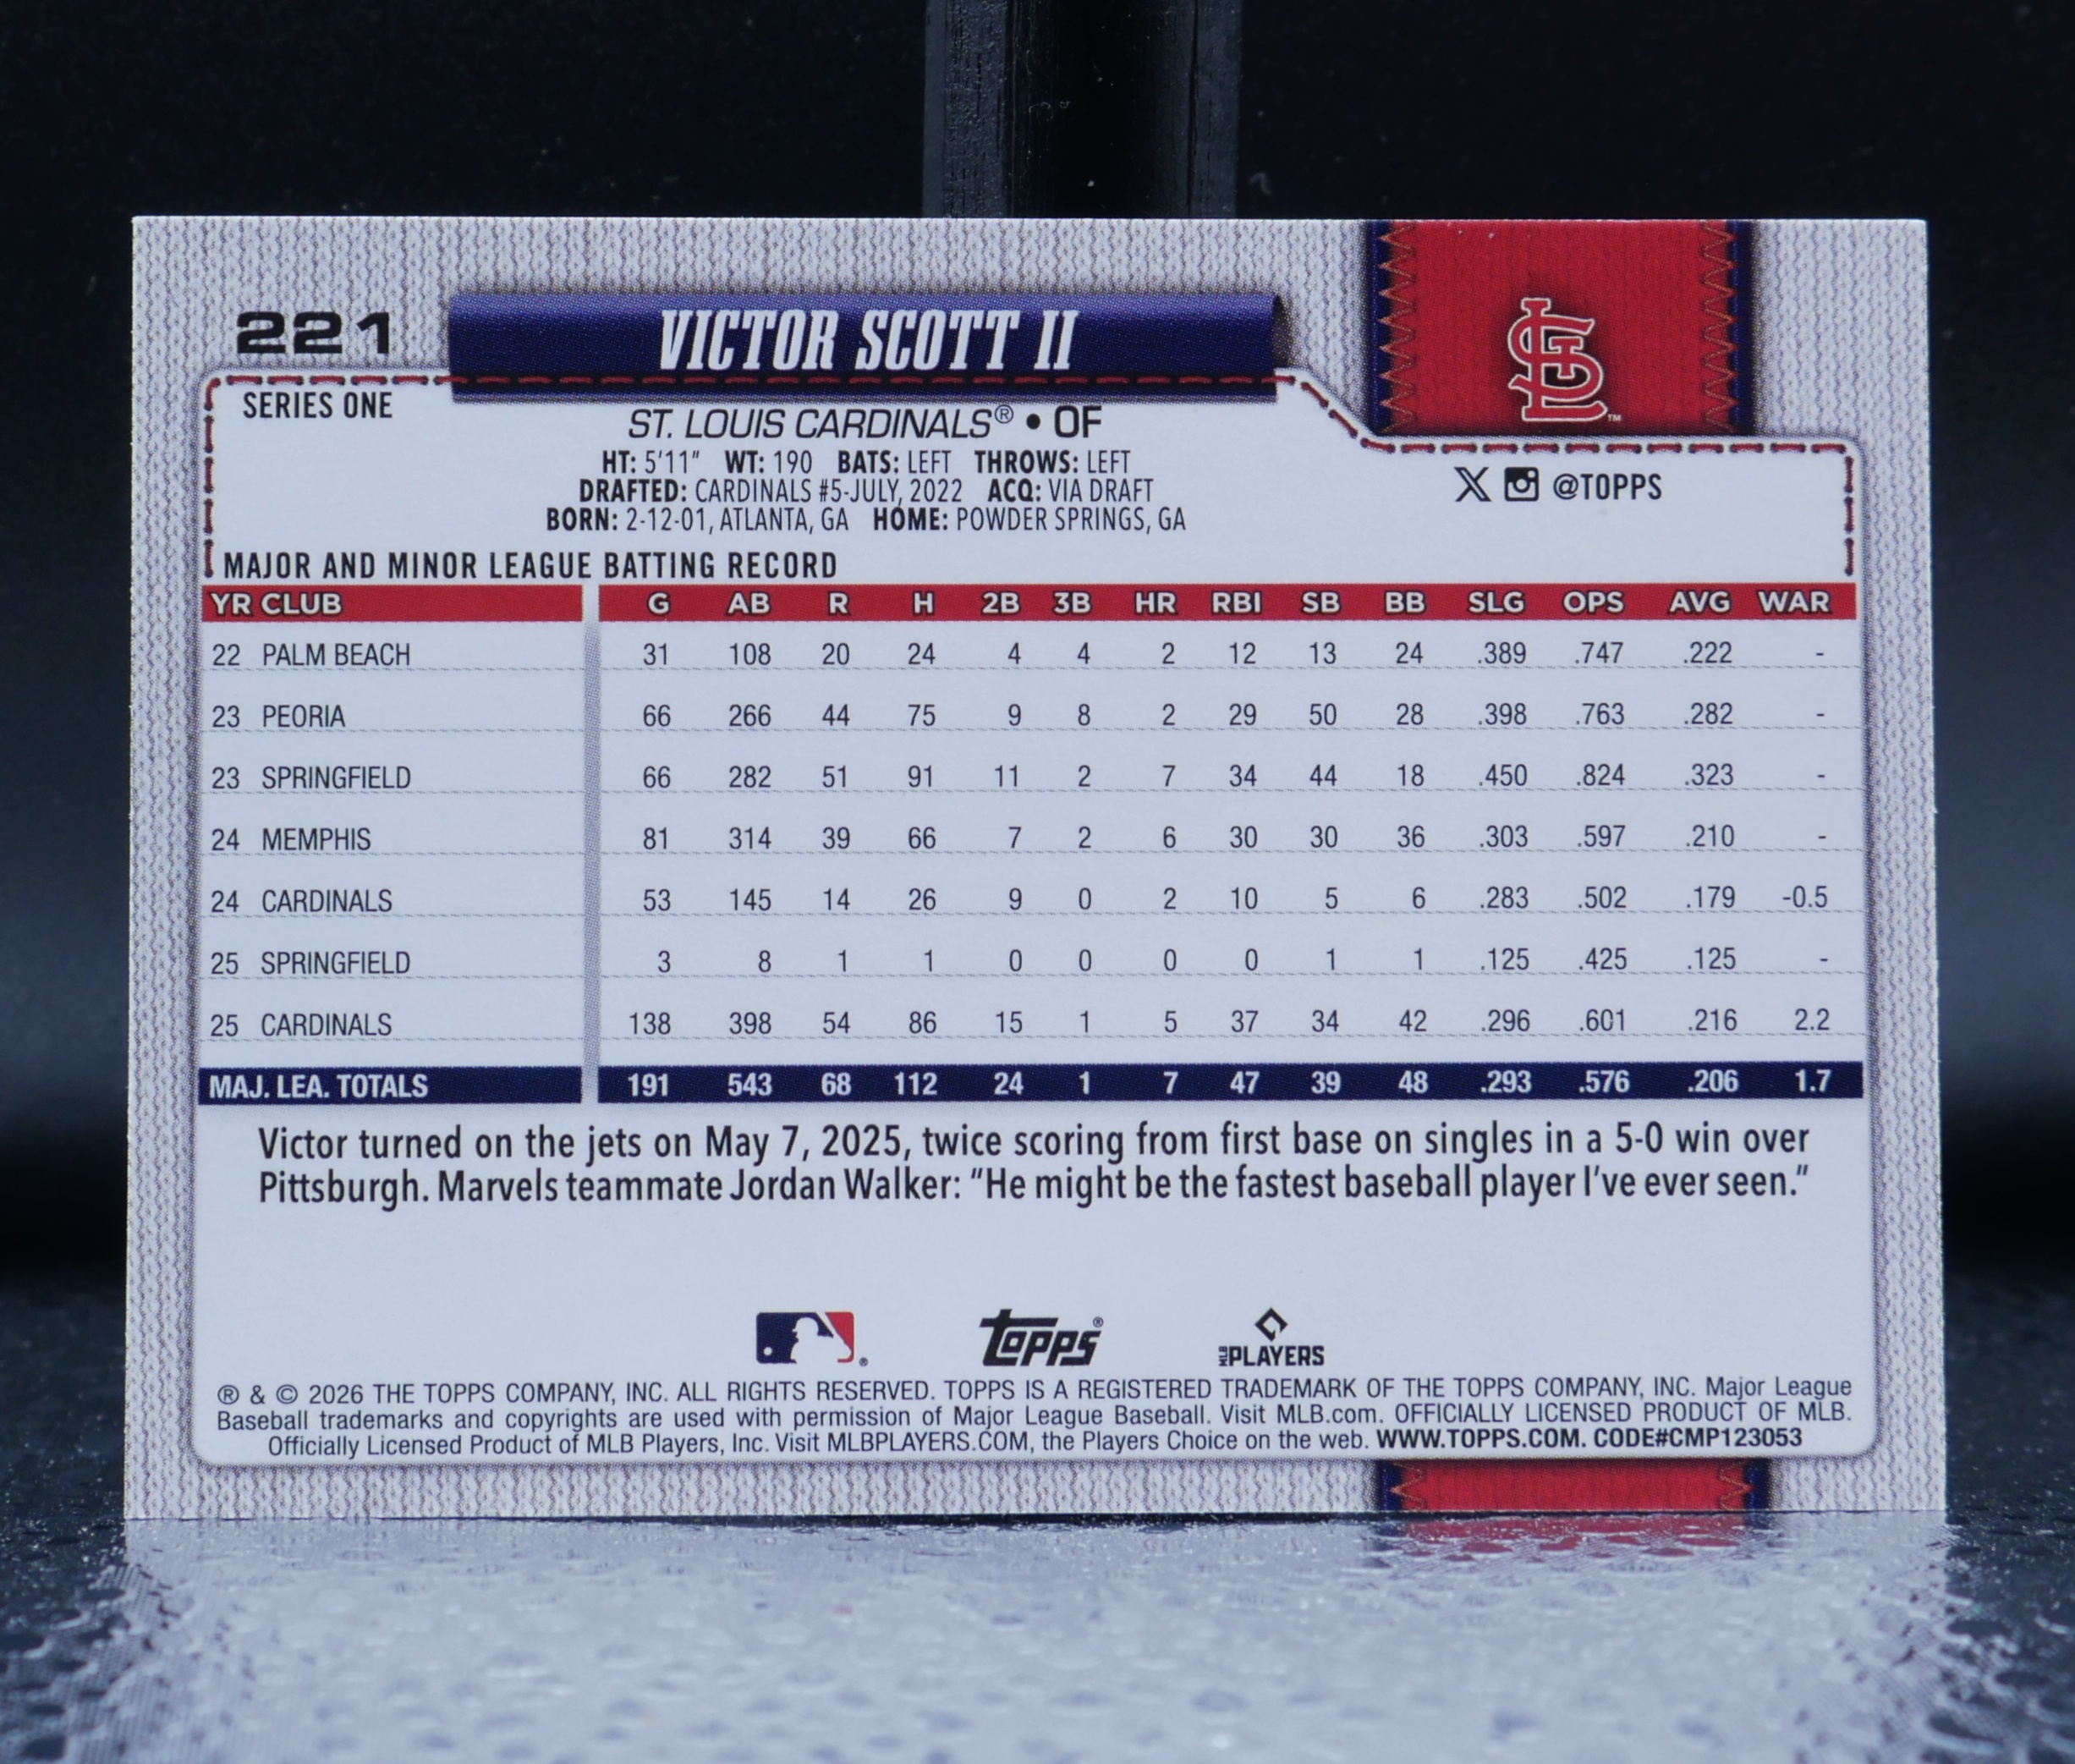 221
VICTOR SCOTT II
SERIES ONE
STL™
ST. LOUIS CARDINALS® • OF
HT: 5'11" WT: 190 BATS: LEFT THROWS: LEFT
DRAFTED: CARDINALS #5-JULY, 2022 ACQ: VIA DRAFT
BORN: 2-12-01, ATLANTA, GA HOME: POWDER SPRINGS, GA
@TOPPS
MAJOR AND MINOR LEAGUE BATTING RECORD
YR CLUB G AB R H 2B 3B HR RBI SB BB SLG OPS AVG WAR
22 PALM BEACH 31 108 20 24 4 4 2 12 13 24 .389 .747 .222 -
23 PEORIA 66 266 44 75 9 8 2 29 50 28 .398 .763 .282 -
23 SPRINGFIELD 66 282 51 91 11 2 7 34 44 18 .450 .824 .323 -
24 MEMPHIS 81 314 39 66 7 2 6 30 30 36 .303 .597 .210 -
24 CARDINALS 53 145 14 26 9 0 2 10 5 6 .283 .502 .179 -0.5
25 SPRINGFIELD 3 8 1 1 0 0 0 0 1 1 .125 .425 .125 -
25 CARDINALS 138 398 54 86 15 1 5 37 34 42 .296 .601 .216 2.2
MAJ. LEA. TOTALS 191 543 68 112 24 1 7 47 39 48 .293 .576 .206 1.7
Victor turned on the jets on May 7, 2025, twice scoring from first base on singles in a 5-0 win over
Pittsburgh. Marvels teammate Jordan Walker: “He might be the fastest baseball player I’ve ever seen.”
® Topps® MLB PLAYERS
® & © 2026 THE TOPPS COMPANY, INC. ALL RIGHTS RESERVED. TOPPS IS A REGISTERED TRADEMARK OF THE TOPPS COMPANY, INC. Major League
Baseball trademarks and copyrights are used with permission of Major League Baseball. Visit MLB.com. OFFICIALLY LICENSED PRODUCT OF MLB.
Officially Licensed Product of MLB Players, Inc. Visit MLBPLAYERS.COM, the Players Choice on the web. WWW.TOPPS.COM. CODE#CMP123053